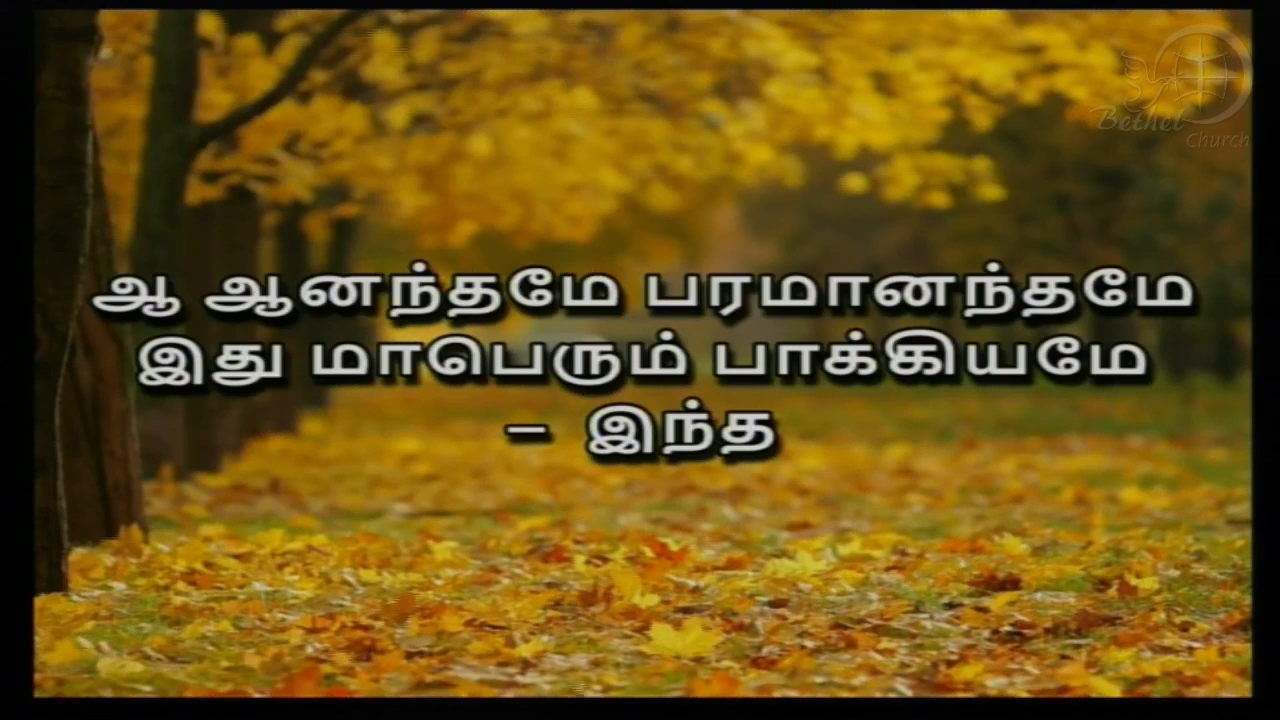 Bethel
Church
ஆ ஆனந்தமே பரமானந்தமே
இது மாபெரும் பாக்கியமே
– இந்த